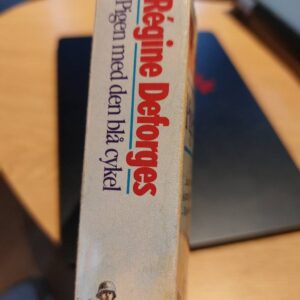 Régine Deforges
Pigen med den blå cykel